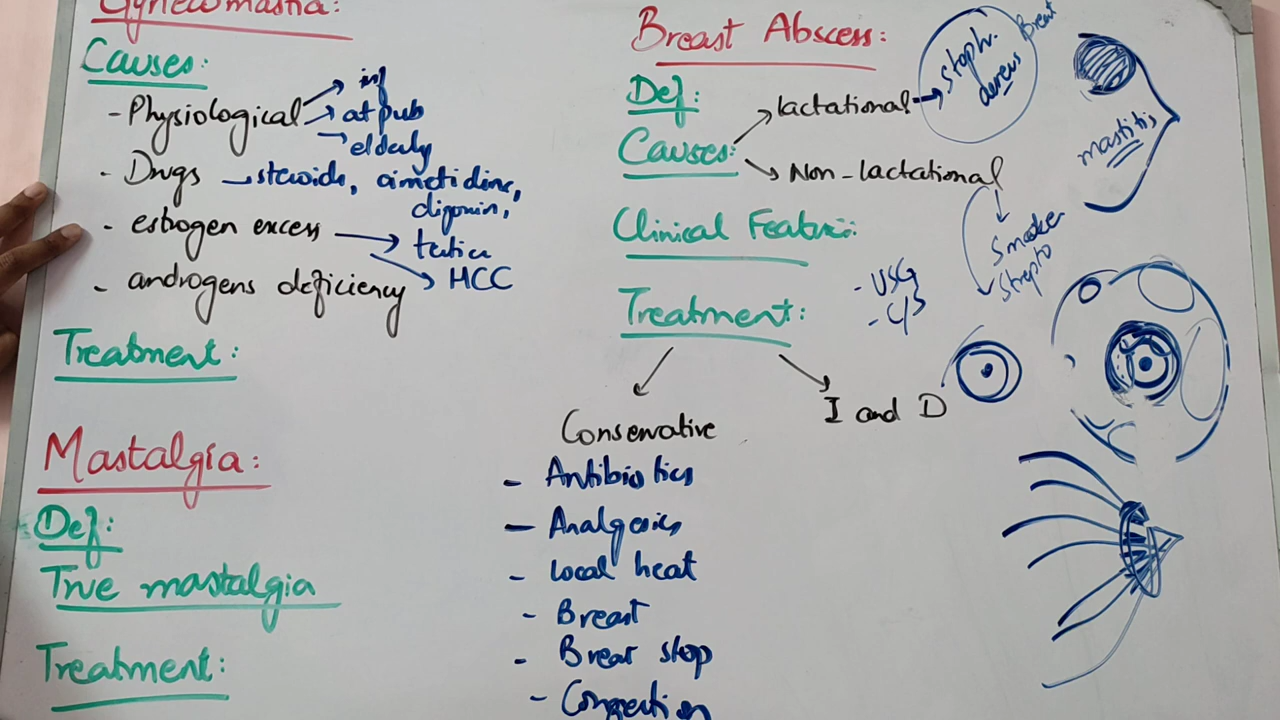 Gynecomastia:
Causes:
- Physiological → inf
→ at pub
→ elderly
- Drugs → steroids, cimetidine,
digoxin,
- estrogen excess →
→ HCC
- androgens deficiency
Treatment:
Mastalgia:
Def:
True mastalgia
Treatment:
Breast Abscess:
Def:
Causes:
→ lactational → Staph.
aureus
Breast
→ Non-lactational
Smoker
Strepto
mastitis
Clinical Feature:
Treatment:
- USG
- C/S
Conservative
I and D
- Antibiotics
- Analgesics
- Local heat
- Breast
- Breast stop
- Congestion